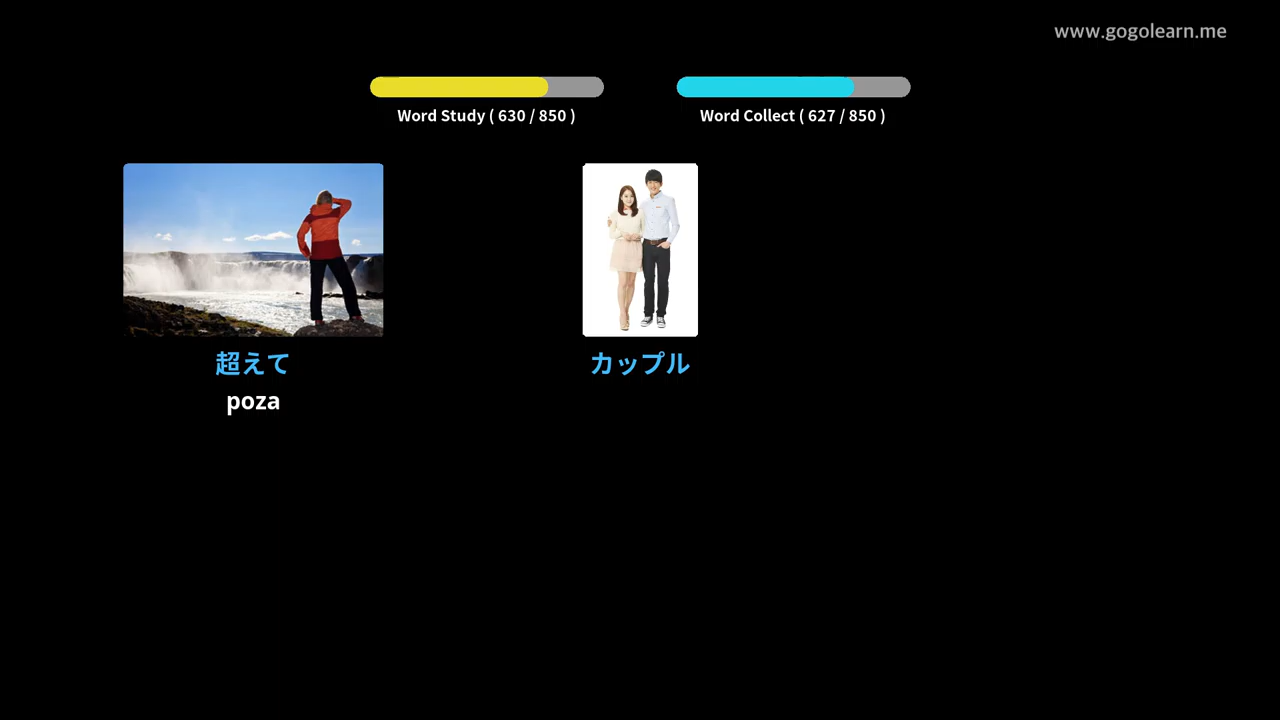 www.gogolearn.me
Word Study ( 630 / 850 )
Word Collect ( 627 / 850 )
超えて
poza
カップル